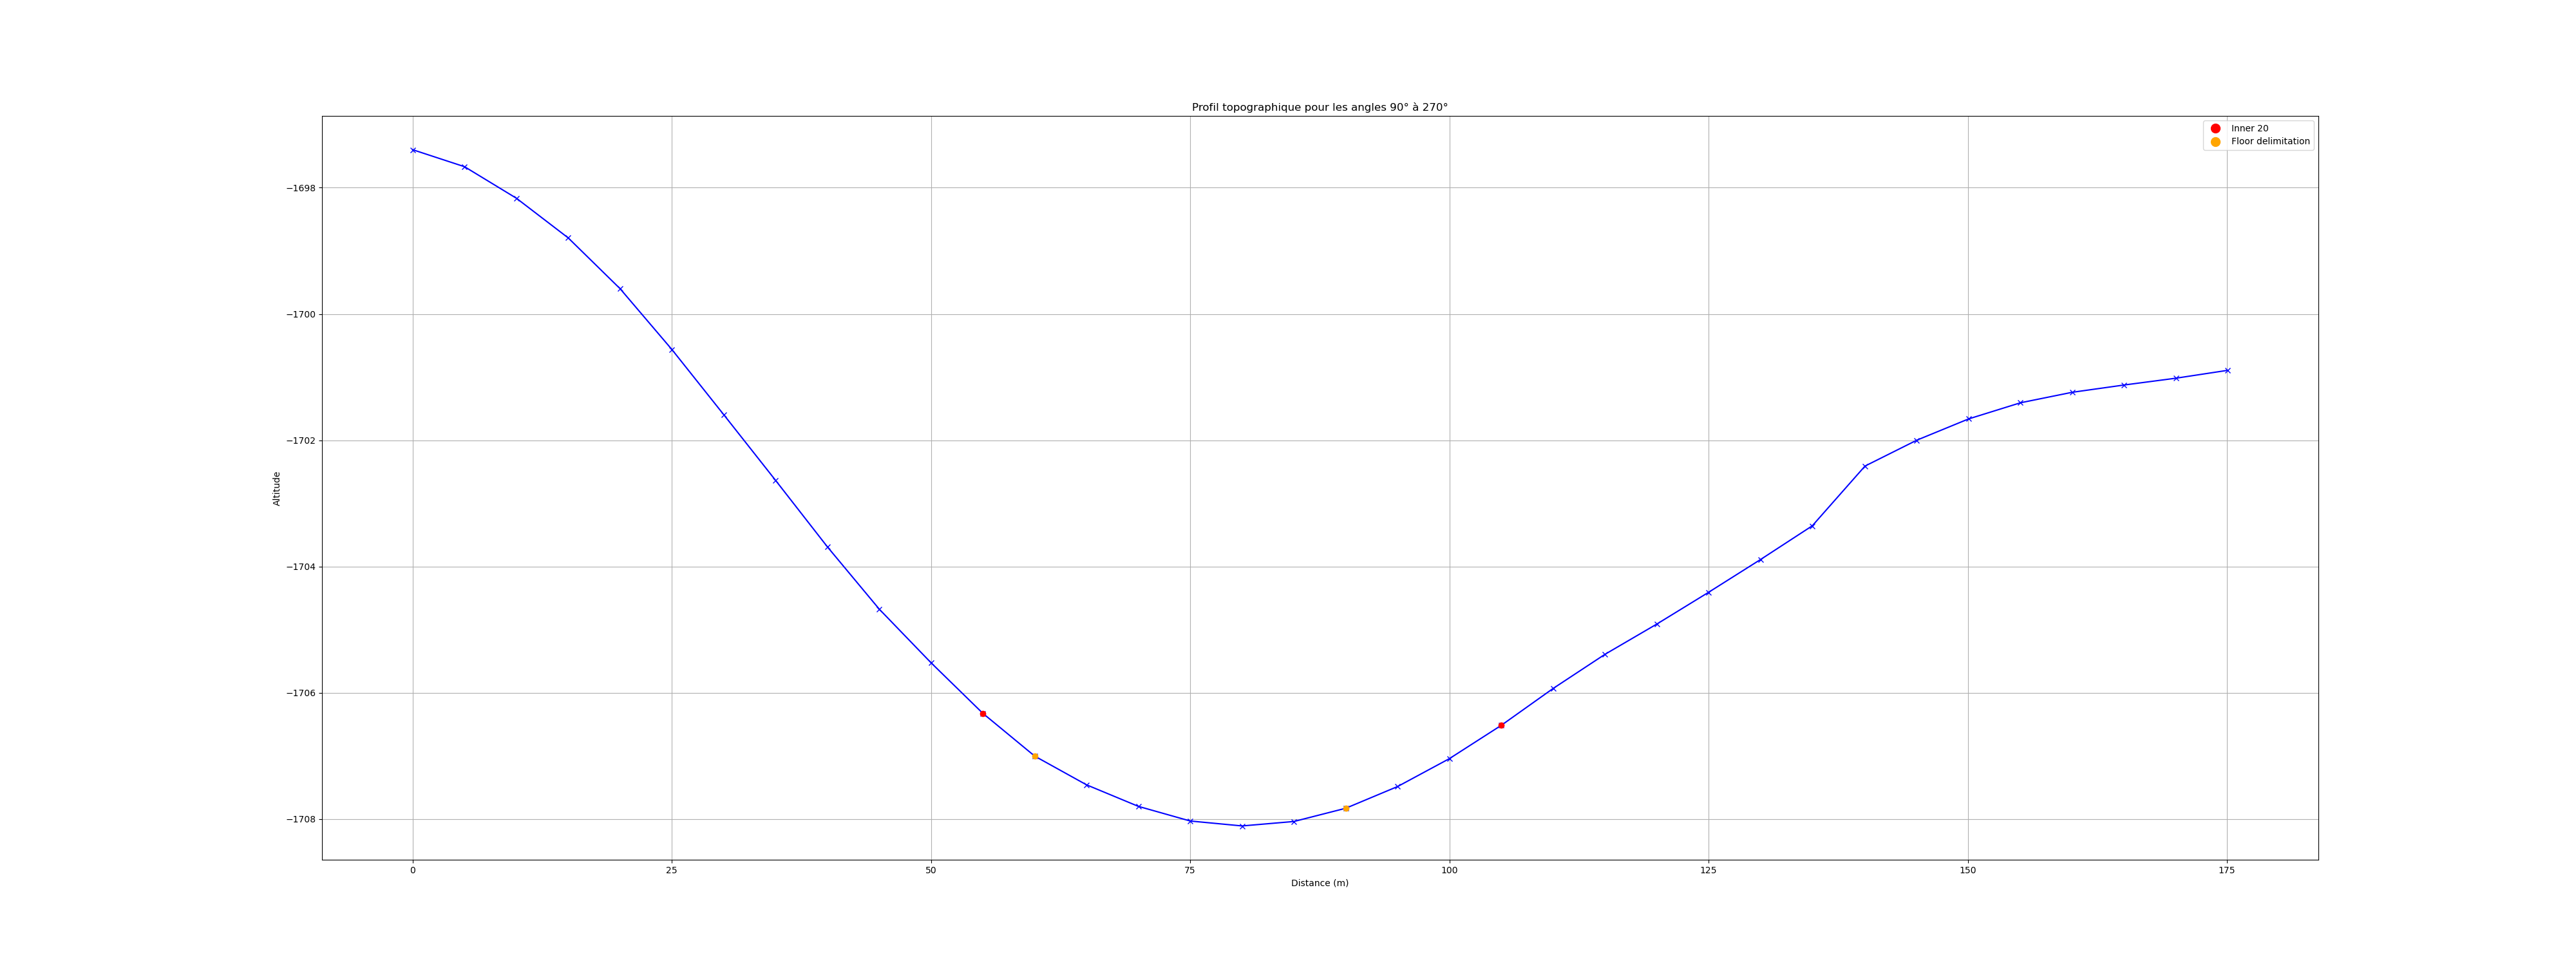 Profil topographique pour les angles 90° à 270°
Inner 20
Floor delimitation
−1698
−1700
−1702
−1704
−1706
−1708
Altitude
0 25 50 75 100 125 150 175
Distance (m)